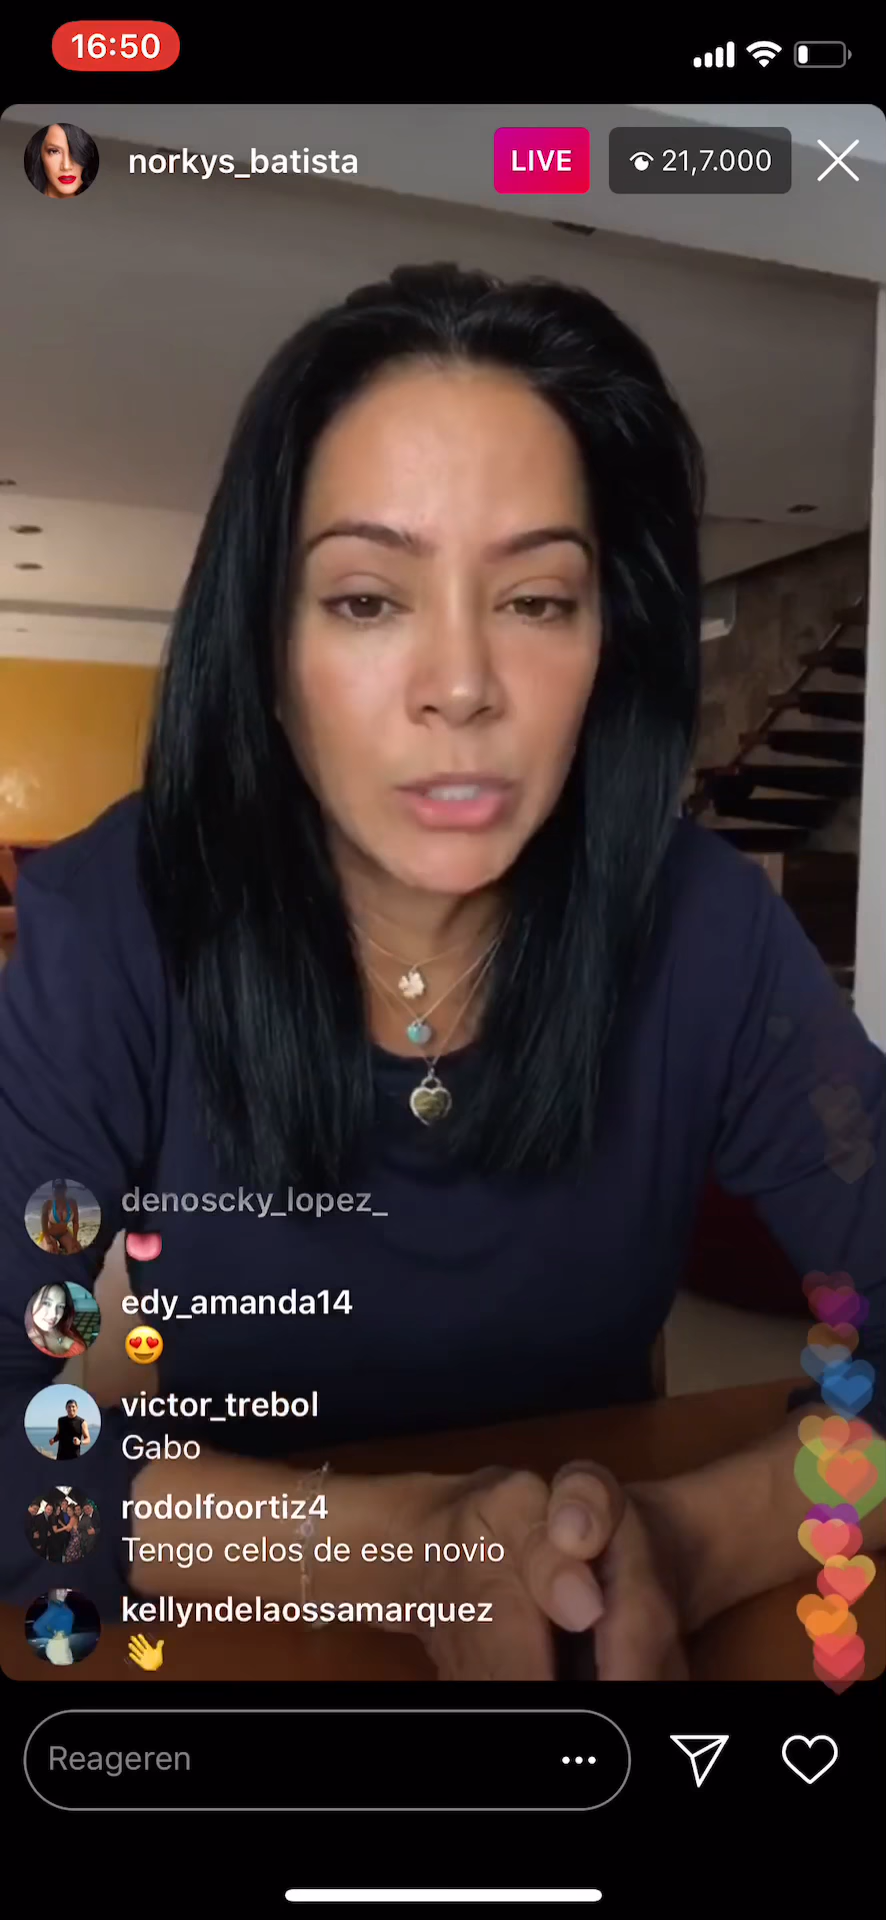 16:50
norkys_batista
LIVE
21,7.000
denoscky_lopez_
👅
edy_amanda14
😍
victor_trebol
Gabo
rodolfoortiz4
Tengo celos de ese novio
kellyndelaossamarquez
👋
Reageren